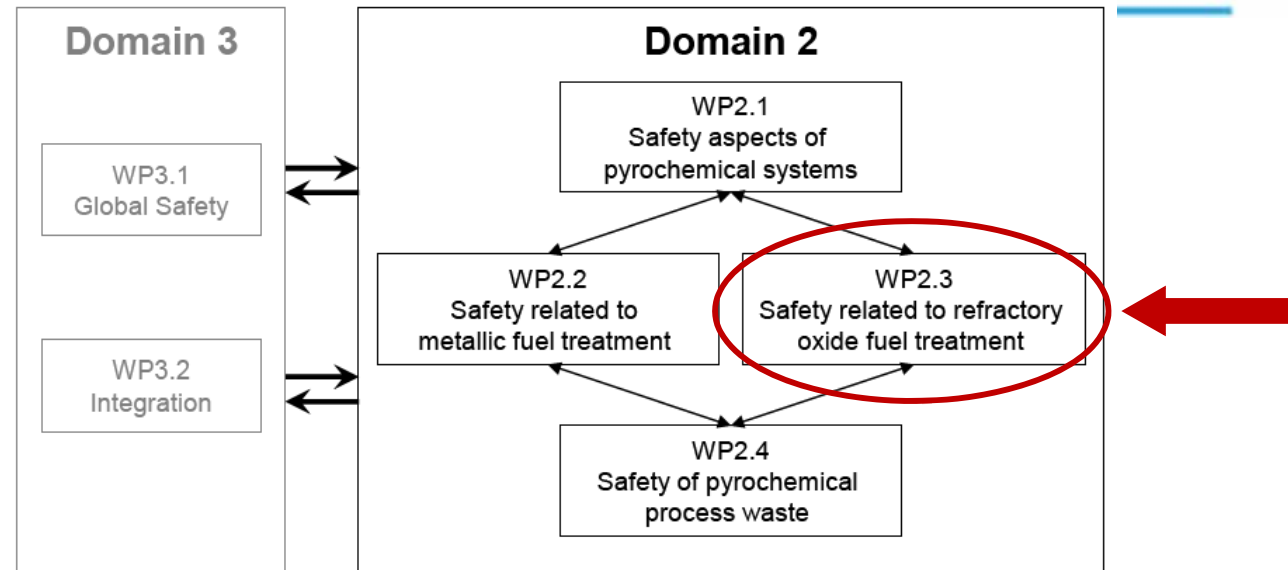 Domain 3
WP3.1
Global Safety
WP3.2
Integration
Domain 2
WP2.1
Safety aspects of
pyrochemical systems
WP2.2
Safety related to
metallic fuel treatment
WP2.3
Safety related to refractory
oxide fuel treatment
WP2.4
Safety of pyrochemical
process waste